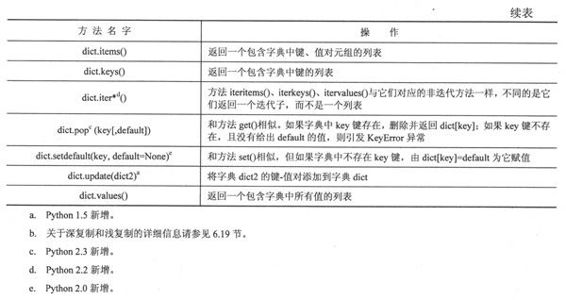 续表
方 法 名 字 操 作
dict.items() 返回一个包含字典中键、值对元组的列表
dict.keys() 返回一个包含字典中键的列表
dict.iter*ᵈ() 方法 iteritems()、iterkeys()、itervalues()与它们对应的非迭代方法一样，不同的是它
们返回一个迭代子，而不是一个列表
dict.popᶜ (key[,default]) 和方法 get()相似，如果字典中 key 键存在，删除并返回 dict[key]；如果 key 键不存
在，且没有给出 default 的值，则引发 KeyError 异常
dict.setdefault(key, default=None)ᵉ 和方法 set()相似，但如果字典中不存在 key 键，由 dict[key]=default 为它赋值
dict.update(dict2)ᵃ 将字典 dict2 的键-值对添加到字典 dict
dict.values() 返回一个包含字典中所有值的列表
a. Python 1.5 新增。
b. 关于深复制和浅复制的详细信息请参见 6.19 节。
c. Python 2.3 新增。
d. Python 2.2 新增。
e. Python 2.0 新增。